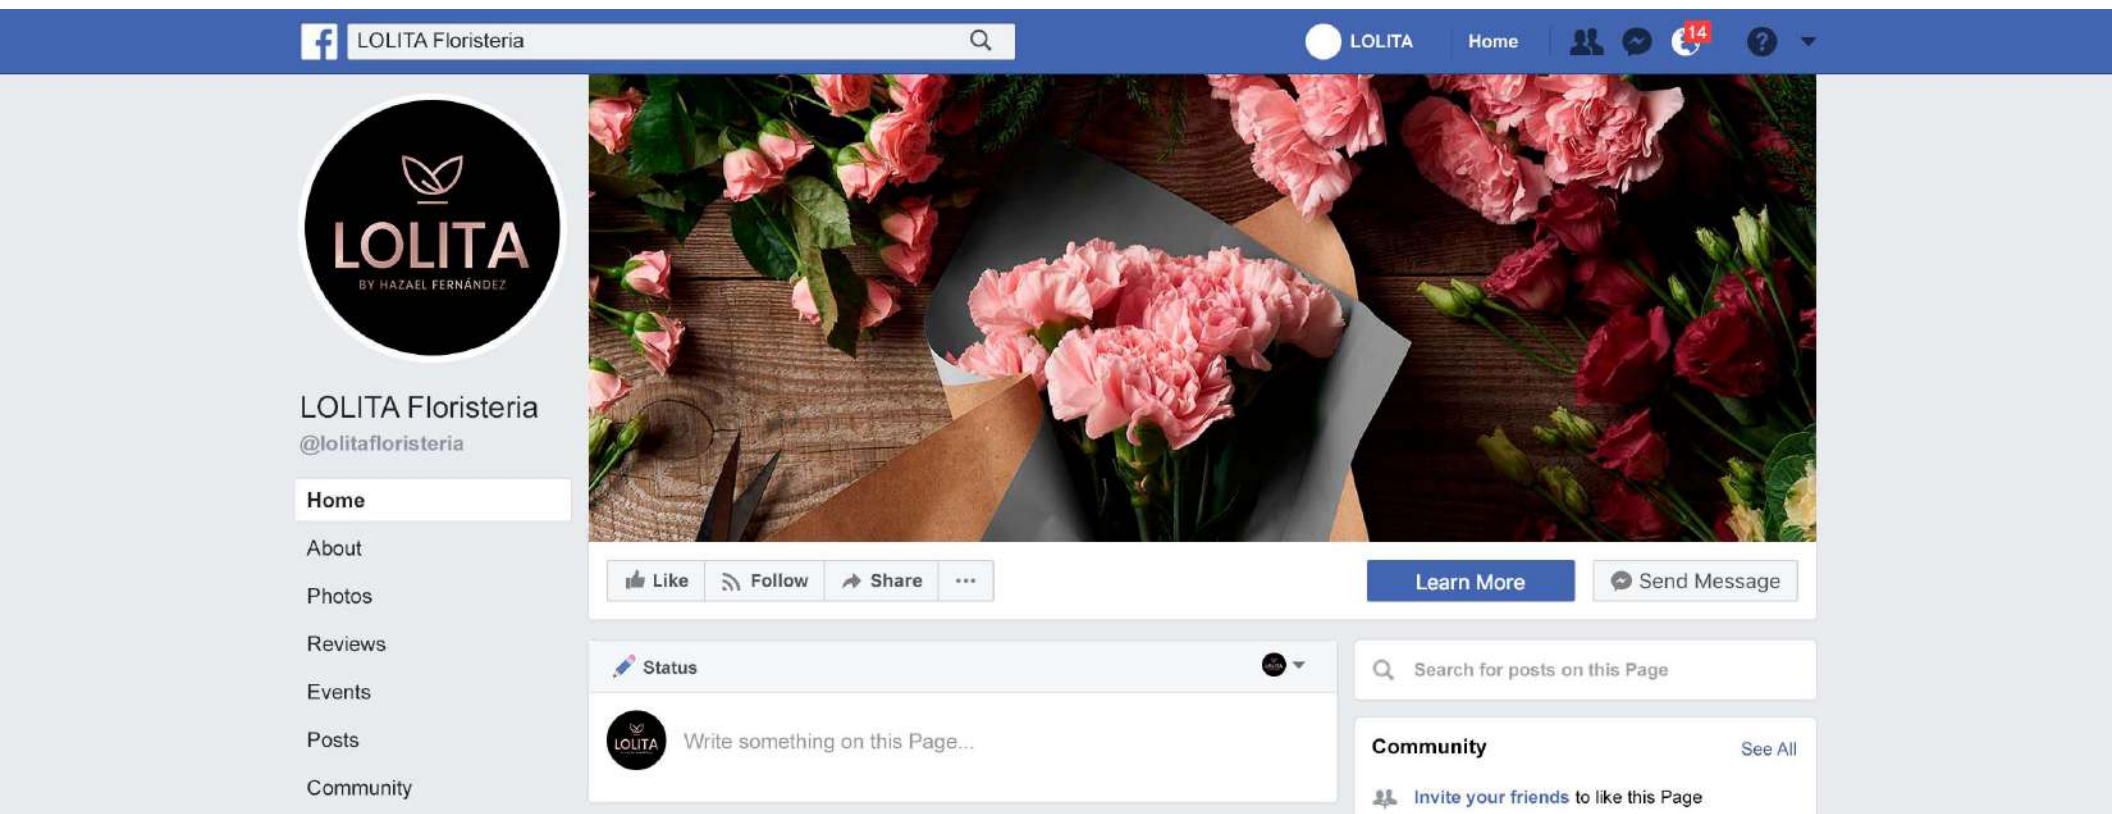 LOLITA Floristeria
LOLITA
Home
14
?
LOLITA
BY HAZAEL FERNÁNDEZ
LOLITA Floristeria
@lolitafloristeria
Home
About
Photos
Reviews
Events
Posts
Community
Like
Follow
Share
Learn More
Send Message
Status
LOLITA
Write something on this Page...
Search for posts on this Page
Community
See All
Invite your friends to like this Page